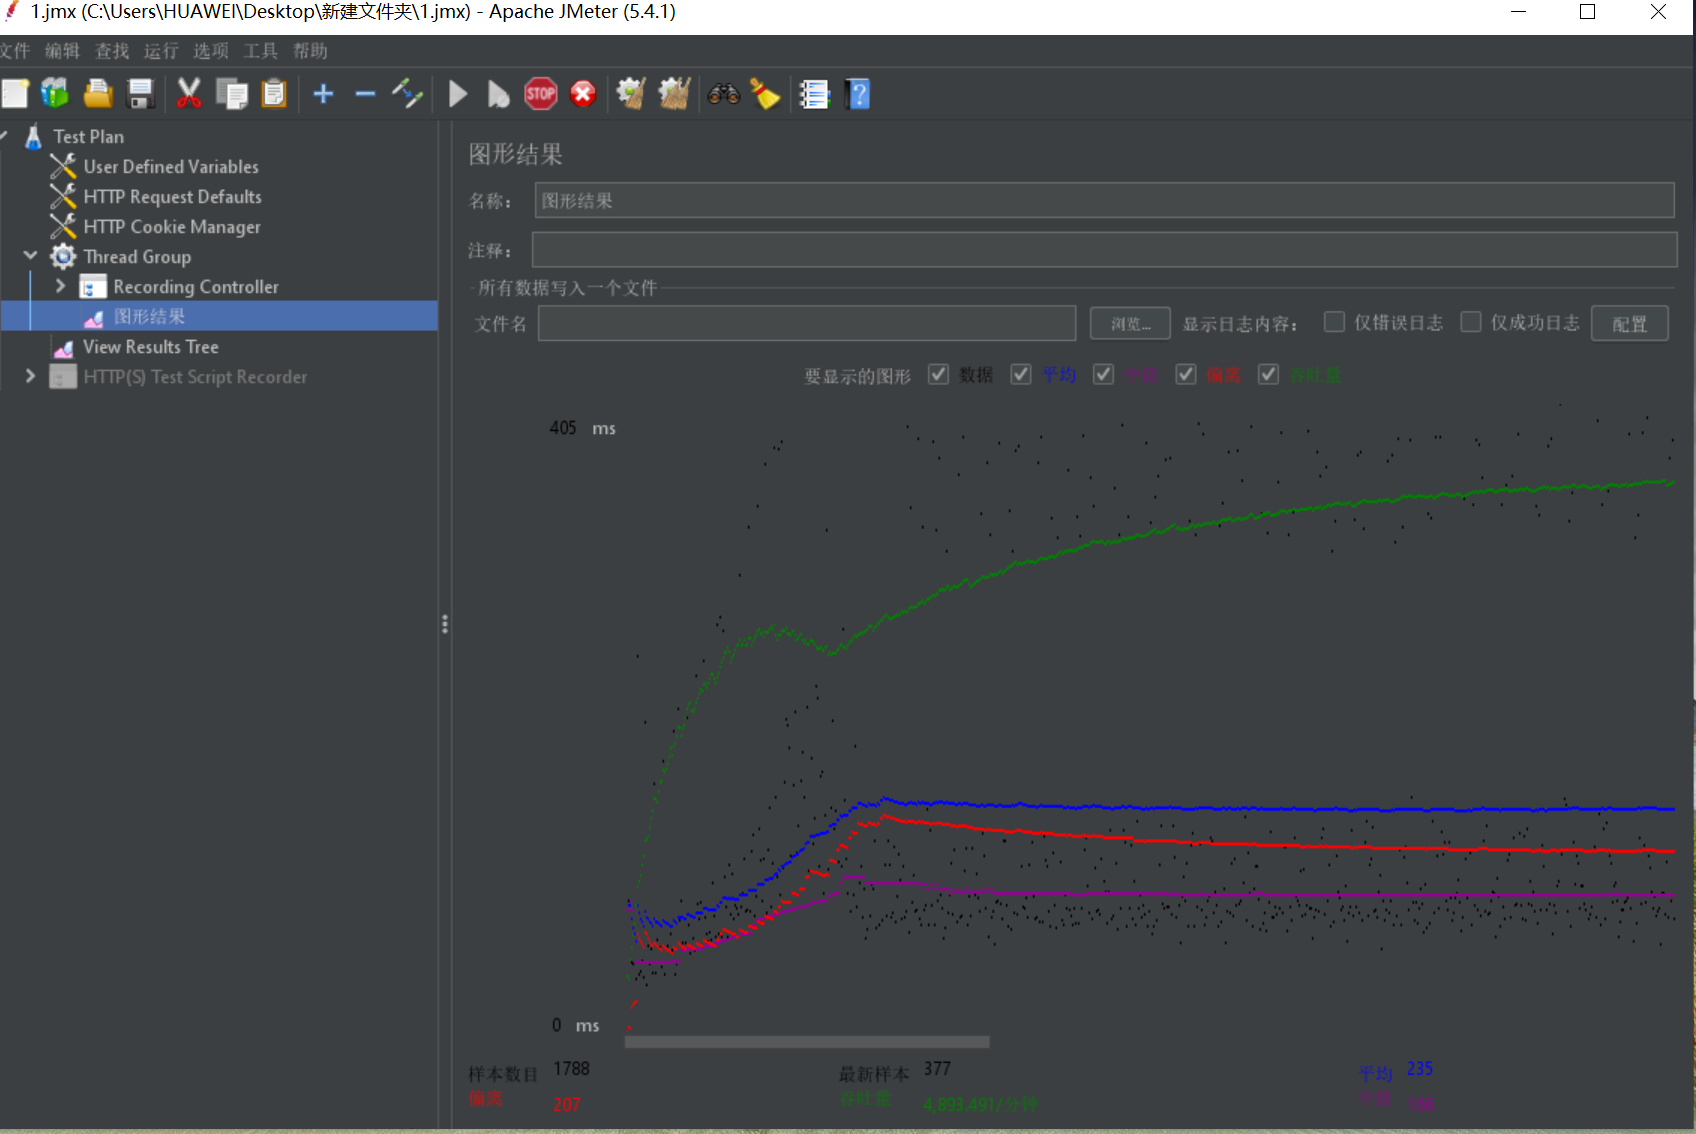 1.jmx (C:\Users\HUAWEI\Desktop\新建文件夹\1.jmx) - Apache JMeter (5.4.1)
文件 编辑 查找 运行 选项 工具 帮助
STOP
?
Test Plan
User Defined Variables
HTTP Request Defaults
HTTP Cookie Manager
Thread Group
Recording Controller
图形结果
View Results Tree
HTTP(S) Test Script Recorder
图形结果
名称： 图形结果
注释：
所有数据写入一个文件
文件名 浏览... 显示日志内容： 仅错误日志 仅成功日志 配置
要显示的图形 数据 平均 中值 偏离 吞吐量
405 ms
0 ms
样本数目 1788 最新样本 377 平均 235
偏离 207 吞吐量 4,893.491/分钟 中值 166